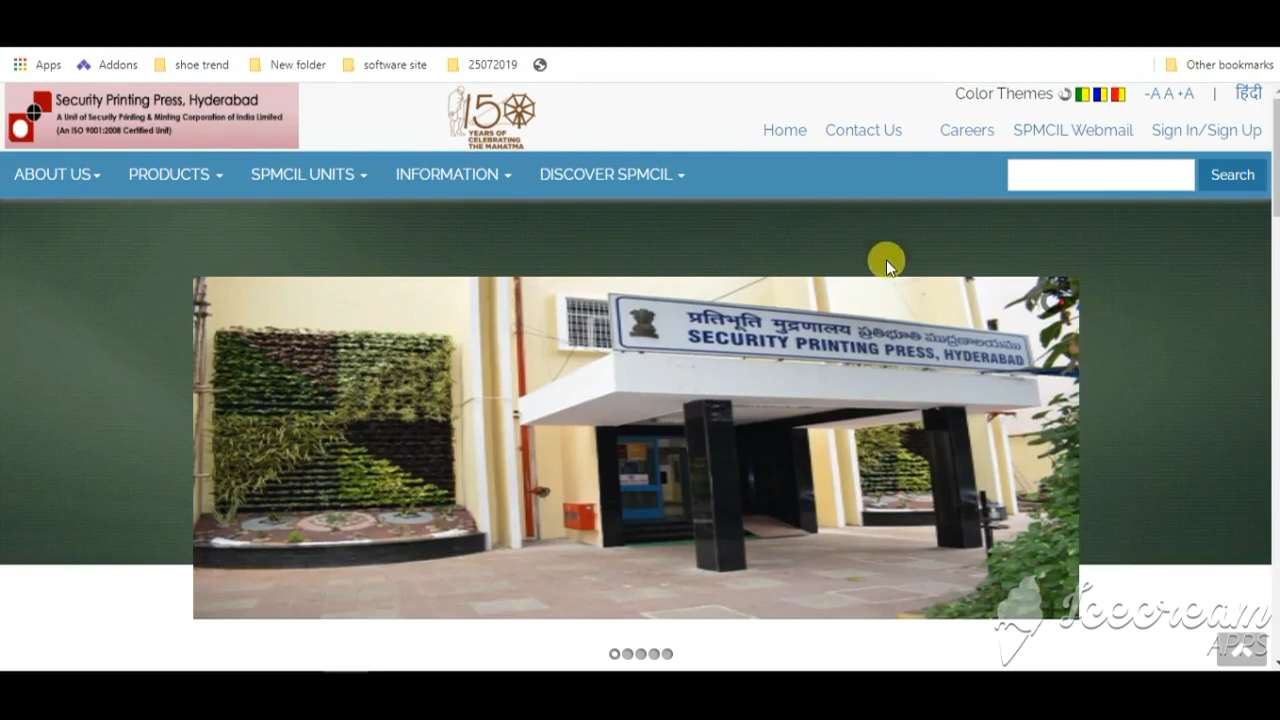 Apps Addons shoe trend New folder software site 25072019 Other bookmarks
Security Printing Press, Hyderabad
A Unit of Security Printing & Minting Corporation of India Limited
(An ISO 9001:2008 Certified Unit)
150
YEARS OF
CELEBRATING
THE MAHATMA
Color Themes -A A +A | हिंदी
Home Contact Us Careers SPMCIL Webmail Sign In/Sign Up
ABOUT US PRODUCTS SPMCIL UNITS INFORMATION DISCOVER SPMCIL Search
प्रतिभूति मुद्रणालय ప్రతిభూతి ముద్రణాలయము
SECURITY PRINTING PRESS, HYDERABAD
Icecream
APPS